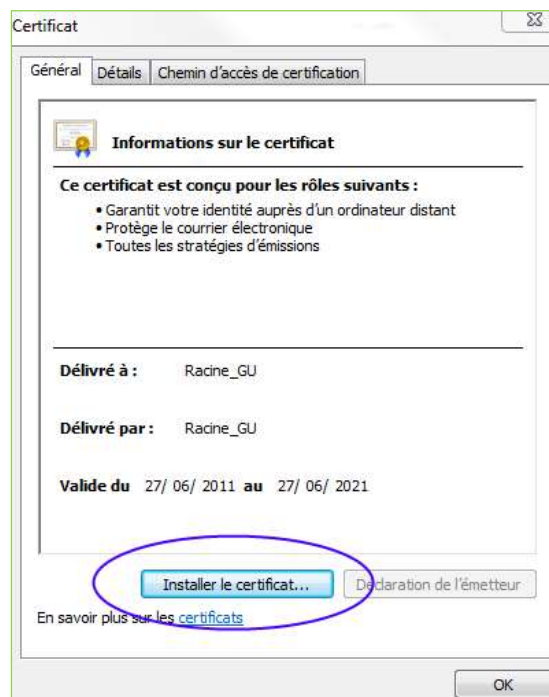 Certificat
Général
Détails
Chemin d'accès de certification
Informations sur le certificat
Ce certificat est conçu pour les rôles suivants :
• Garantit votre identité auprès d'un ordinateur distant
• Protège le courrier électronique
• Toutes les stratégies d'émissions
Délivré à : Racine_GU
Délivré par : Racine_GU
Valide du 27/ 06/ 2011 au 27/ 06/ 2021
Installer le certificat...
Déclaration de l'émetteur
En savoir plus sur les certificats
OK